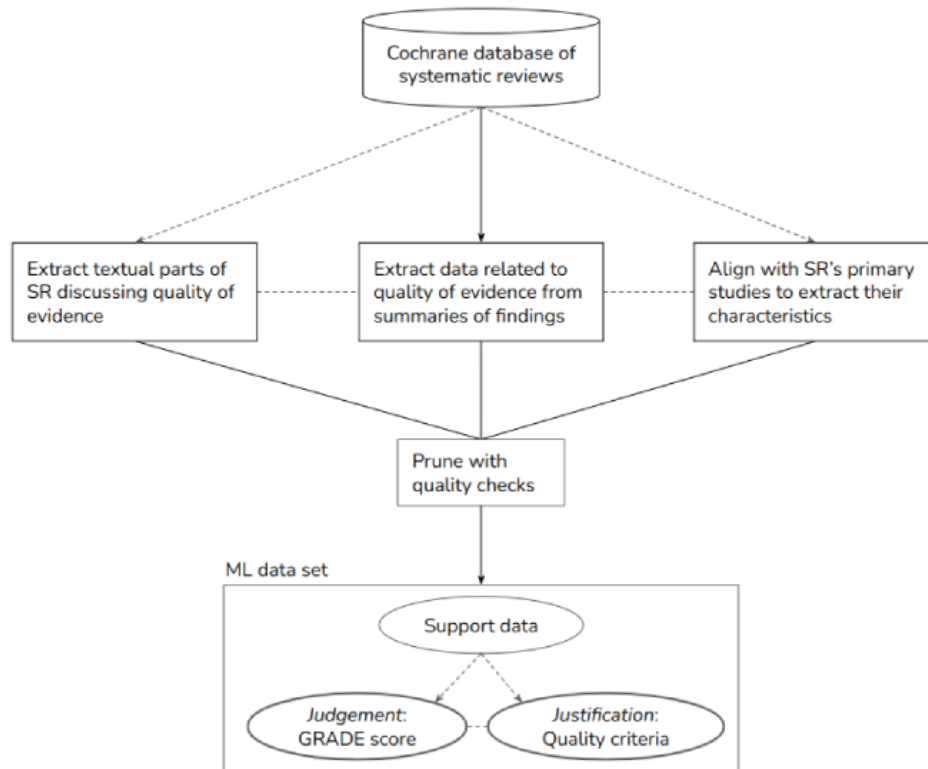 Cochrane database of
systematic reviews
Extract textual parts of
SR discussing quality of
evidence
Extract data related to
quality of evidence from
summaries of findings
Align with SR's primary
studies to extract their
characteristics
Prune with
quality checks
ML data set
Support data
Judgement:
GRADE score
Justification:
Quality criteria